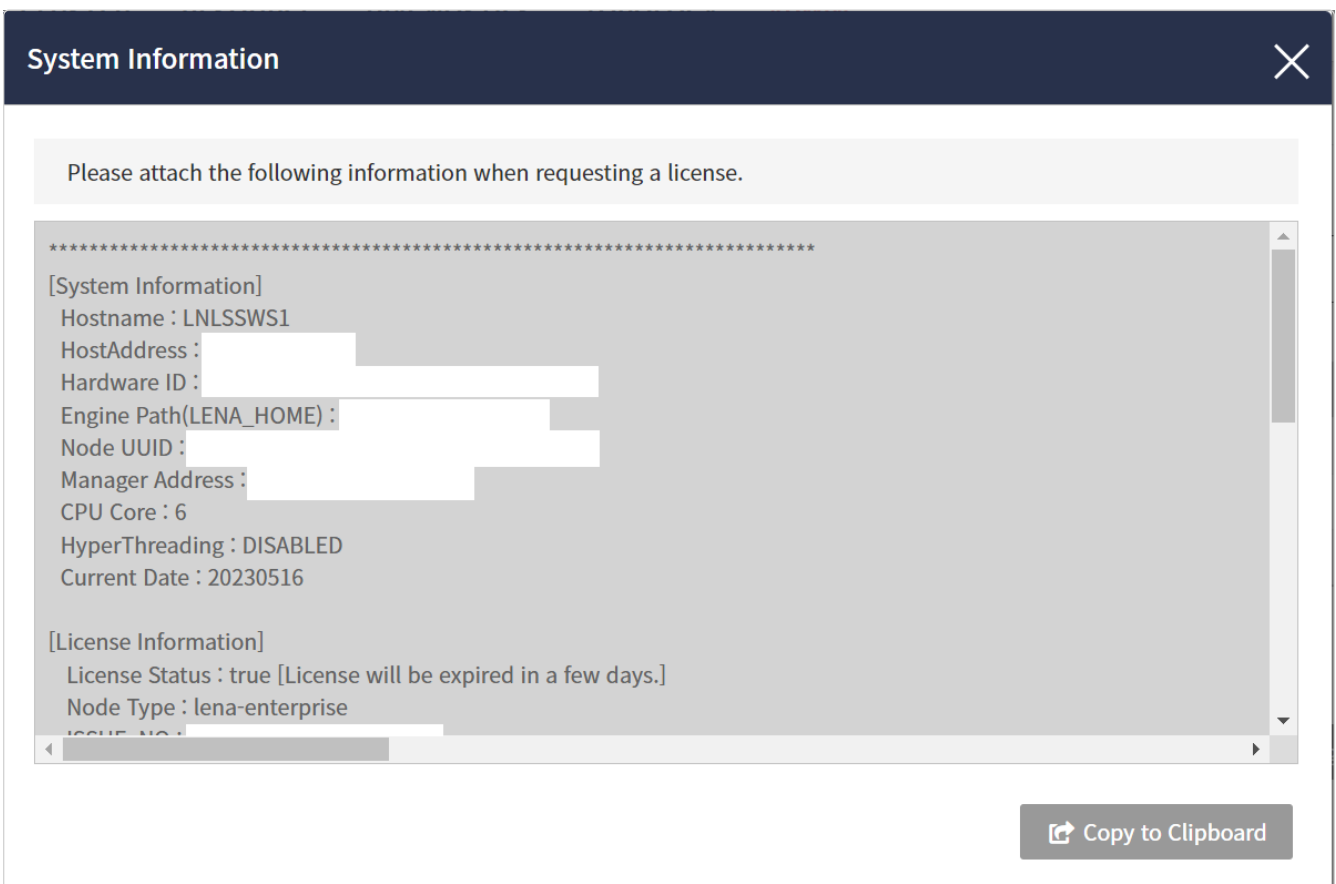 System Information
Please attach the following information when requesting a license.
****************************************************************************
[System Information]
Hostname : LNLSSWS1
HostAddress :
Hardware ID :
Engine Path(LENA_HOME) :
Node UUID :
Manager Address :
CPU Core : 6
HyperThreading : DISABLED
Current Date : 20230516
[License Information]
License Status : true [License will be expired in a few days.]
Node Type : lena-enterprise
Copy to Clipboard